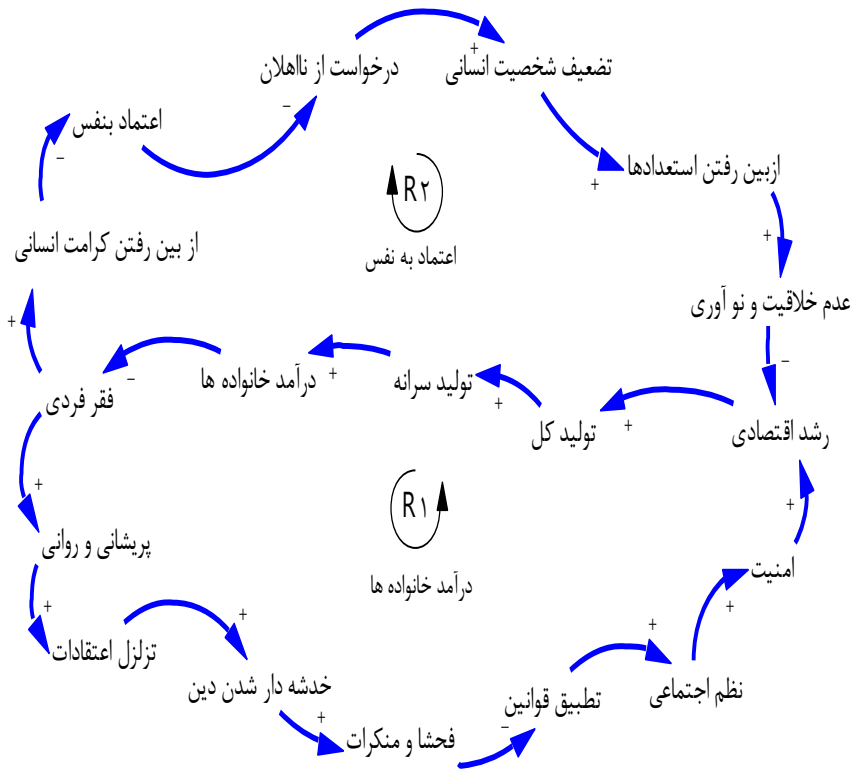 درخواست از نااهلان
تضعیف شخصیت انسانی
+
اعتماد بنفس
−
−
ازبین رفتن استعدادها
+
R۲
اعتماد به نفس
از بین رفتن کرامت انسانی
+
عدم خلاقیت و نو آوری
+
−
درآمد خانواده ها
+
تولید سرانه
−
فقر فردی
+
تولید کل
+
رشد اقتصادی
+
R۱
+
پریشانی و روانی
امنیت
درآمد خانواده ها
+
+
+
+
تزلزل اعتقادات
خدشه دار شدن دین
نظم اجتماعی
تطبیق قوانین
+
−
فحشا و منکرات